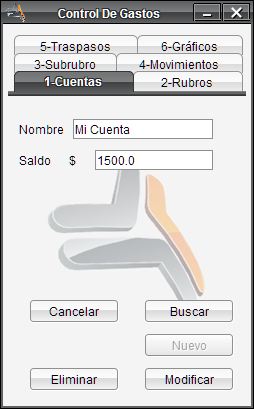 Control De Gastos
5-Traspasos 6-Gráficos
3-Subrubro 4-Movimientos
1-Cuentas 2-Rubros
Nombre Mi Cuenta
Saldo $ 1500.0
Cancelar Buscar
Nuevo
Eliminar Modificar